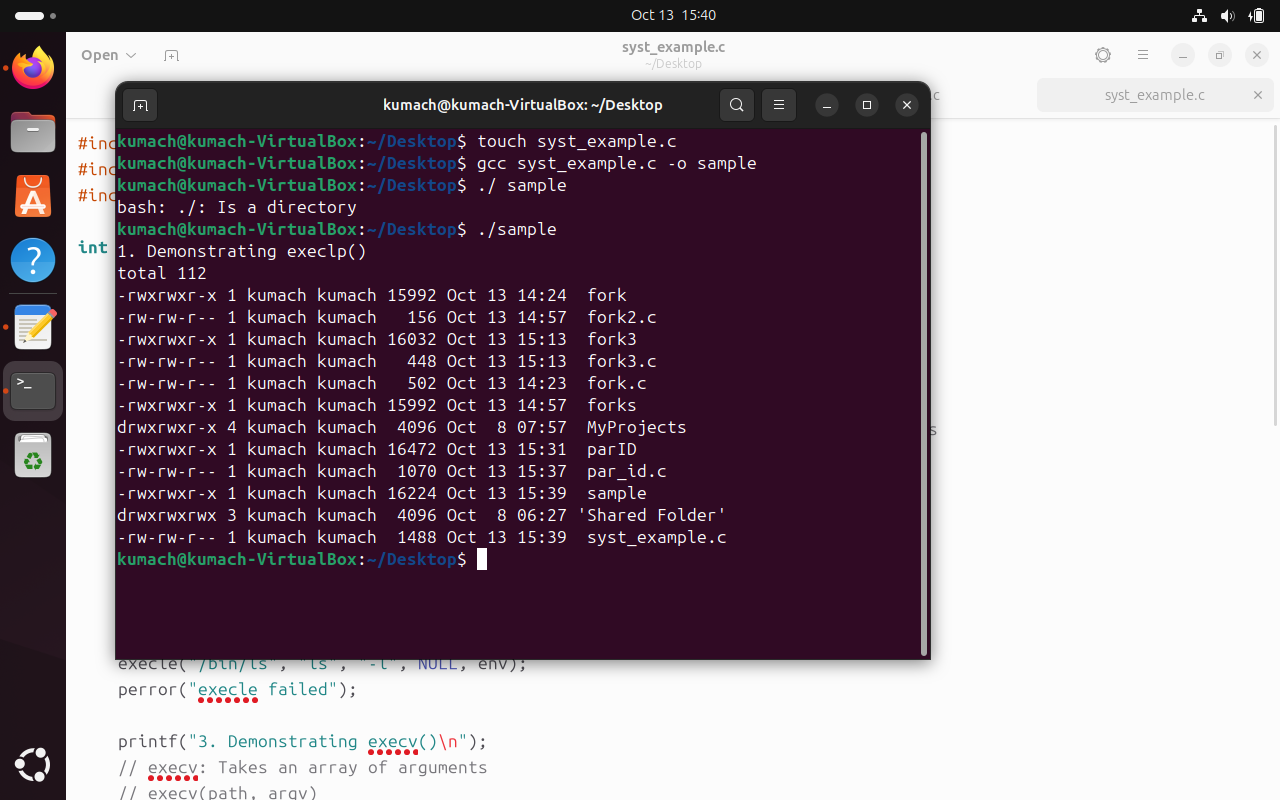 Oct 13 15:40
Open
syst_example.c
~/Desktop
.c
syst_example.c
kumach@kumach-VirtualBox: ~/Desktop
#inc
#inc
#inc
int
kumach@kumach-VirtualBox:~/Desktop$ touch syst_example.c
kumach@kumach-VirtualBox:~/Desktop$ gcc syst_example.c -o sample
kumach@kumach-VirtualBox:~/Desktop$ ./ sample
bash: ./: Is a directory
kumach@kumach-VirtualBox:~/Desktop$ ./sample
1. Demonstrating execlp()
total 112
-rwxrwxr-x 1 kumach kumach 15992 Oct 13 14:24  fork
-rw-rw-r-- 1 kumach kumach   156 Oct 13 14:57  fork2.c
-rwxrwxr-x 1 kumach kumach 16032 Oct 13 15:13  fork3
-rw-rw-r-- 1 kumach kumach   448 Oct 13 15:13  fork3.c
-rw-rw-r-- 1 kumach kumach   502 Oct 13 14:23  fork.c
-rwxrwxr-x 1 kumach kumach 15992 Oct 13 14:57  forks
drwxrwxr-x 4 kumach kumach  4096 Oct  8 07:57  MyProjects
-rwxrwxr-x 1 kumach kumach 16472 Oct 13 15:31  parID
-rw-rw-r-- 1 kumach kumach  1070 Oct 13 15:37  par_id.c
-rwxrwxr-x 1 kumach kumach 16224 Oct 13 15:39  sample
drwxrwxrwx 3 kumach kumach  4096 Oct  8 06:27 'Shared Folder'
-rw-rw-r-- 1 kumach kumach  1488 Oct 13 15:39  syst_example.c
kumach@kumach-VirtualBox:~/Desktop$
s
execle("/bin/ls", "ls", "-l", NULL, env);
perror("execle failed");
printf("3. Demonstrating execv()\n");
// execv: Takes an array of arguments
// execv(path, argv)